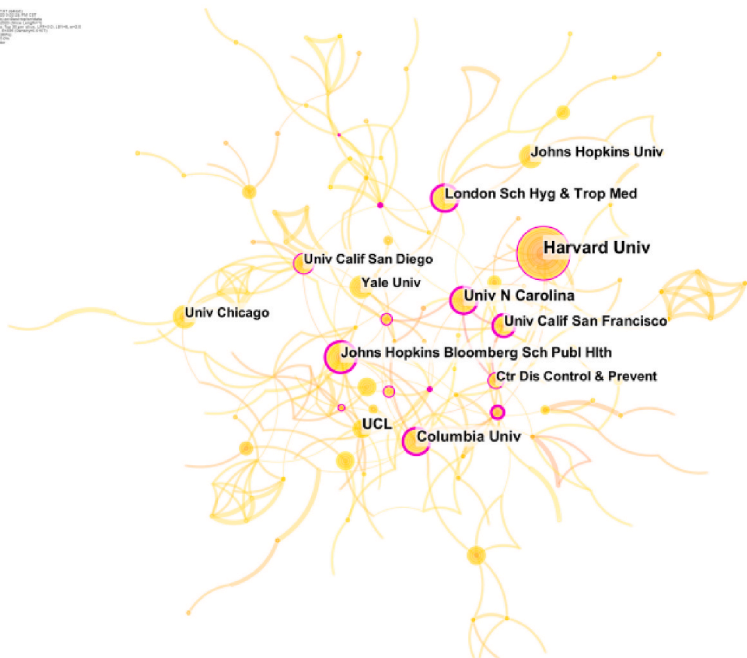 Johns Hopkins Univ
London Sch Hyg & Trop Med
Harvard Univ
Univ Calif San Diego
Yale Univ
Univ N Carolina
Univ Chicago
Univ Calif San Francisco
Johns Hopkins Bloomberg Sch Publ Hlth
Ctr Dis Control & Prevent
UCL
Columbia Univ